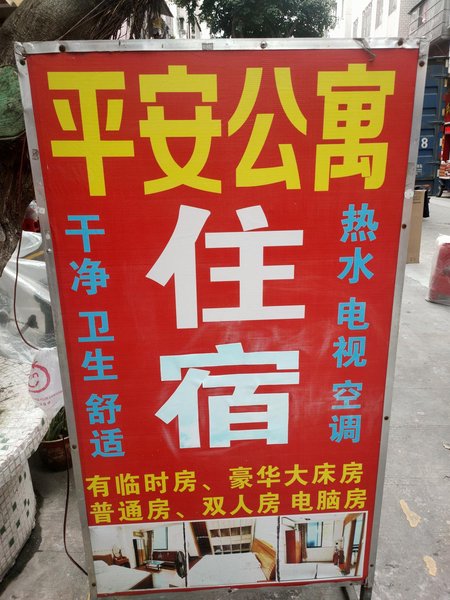 平安公寓
住宿
干净 卫生 舒适
热水 电视 空调
有临时房、豪华大床房
普通房、双人房 电脑房
8